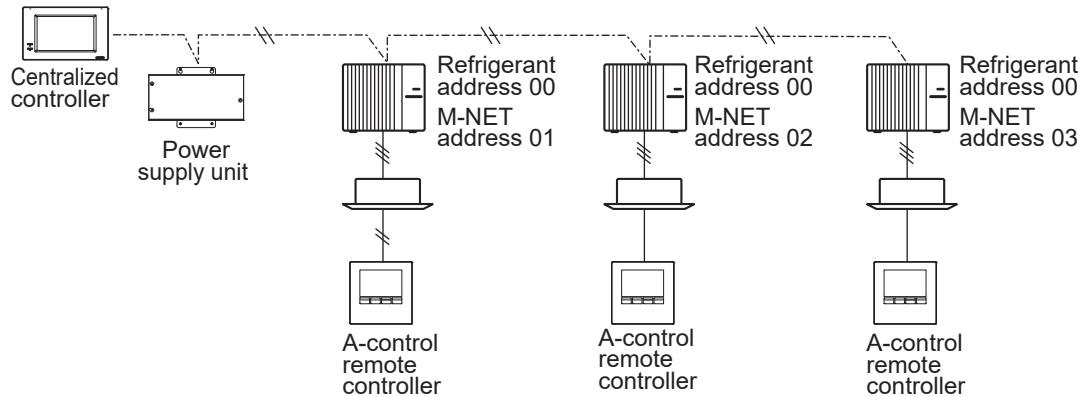 Centralized
controller
Power
supply unit
Refrigerant
address 00
M-NET
address 01
Refrigerant
address 00
M-NET
address 02
Refrigerant
address 00
M-NET
address 03
A-control
remote
controller
A-control
remote
controller
A-control
remote
controller